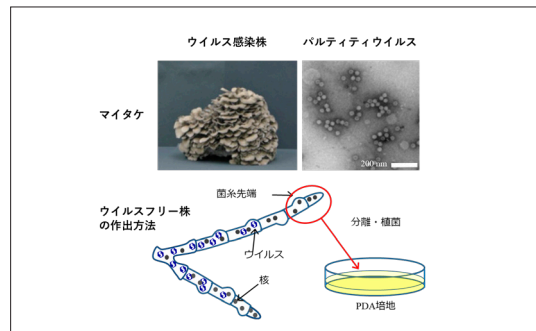 ウイルス感染株
パルティティウイルス
マイタケ
200 nm
菌糸先端
ウイルスフリー株
の作出方法
分離・植菌
ウイルス
核
PDA培地